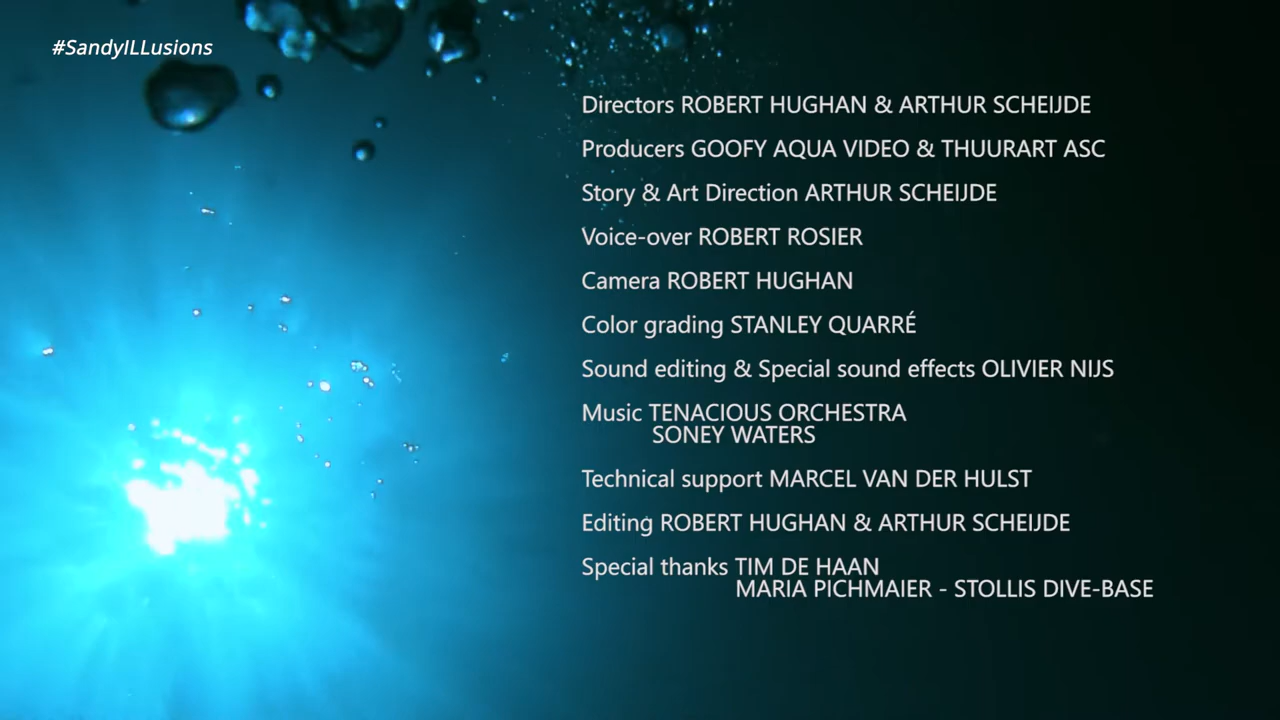 #SandyILLusions
Directors ROBERT HUGHAN & ARTHUR SCHEIJDE
Producers GOOFY AQUA VIDEO & THUURART ASC
Story & Art Direction ARTHUR SCHEIJDE
Voice-over ROBERT ROSIER
Camera ROBERT HUGHAN
Color grading STANLEY QUARRÉ
Sound editing & Special sound effects OLIVIER NIJS
Music TENACIOUS ORCHESTRA
SONEY WATERS
Technical support MARCEL VAN DER HULST
Editing ROBERT HUGHAN & ARTHUR SCHEIJDE
Special thanks TIM DE HAAN
MARIA PICHMAIER - STOLLIS DIVE-BASE